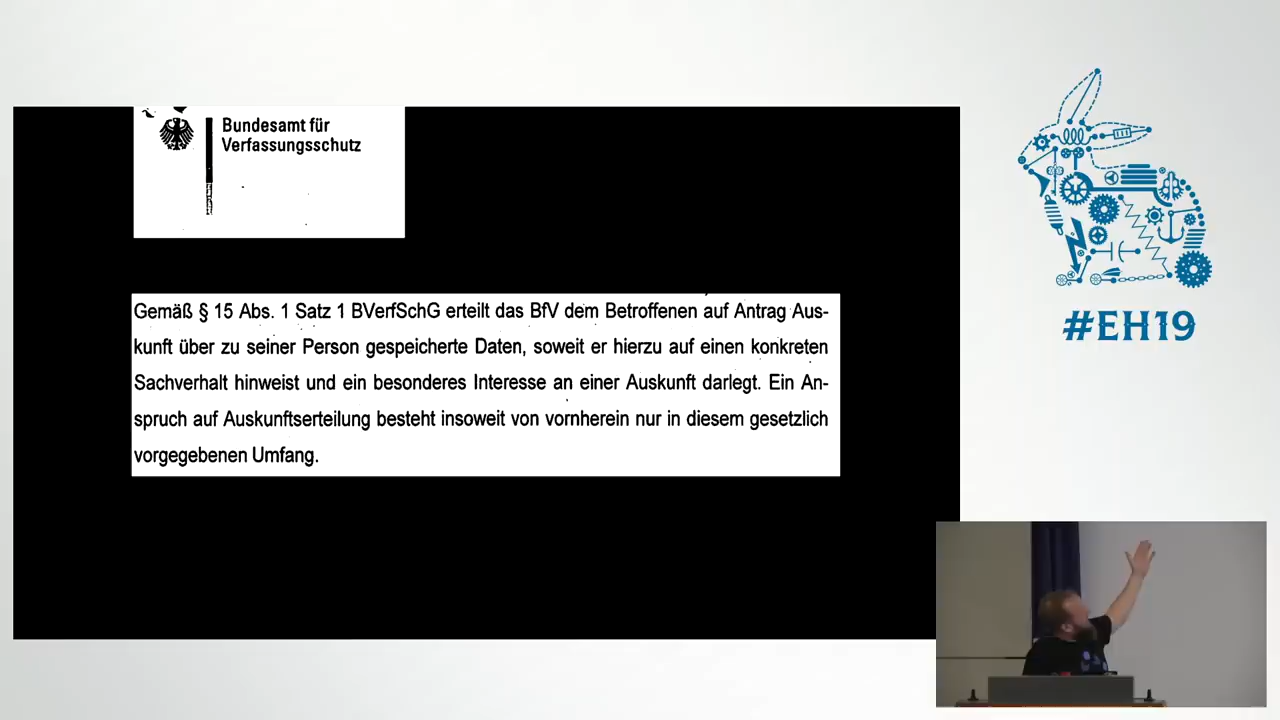 Bundesamt für
Verfassungsschutz
Gemäß § 15 Abs. 1 Satz 1 BVerfSchG erteilt das BfV dem Betroffenen auf Antrag Aus-
kunft über zu seiner Person gespeicherte Daten, soweit er hierzu auf einen konkreten
Sachverhalt hinweist und ein besonderes Interesse an einer Auskunft darlegt. Ein An-
spruch auf Auskunftserteilung besteht insoweit von vornherein nur in diesem gesetzlich
vorgegebenen Umfang.
#EH19